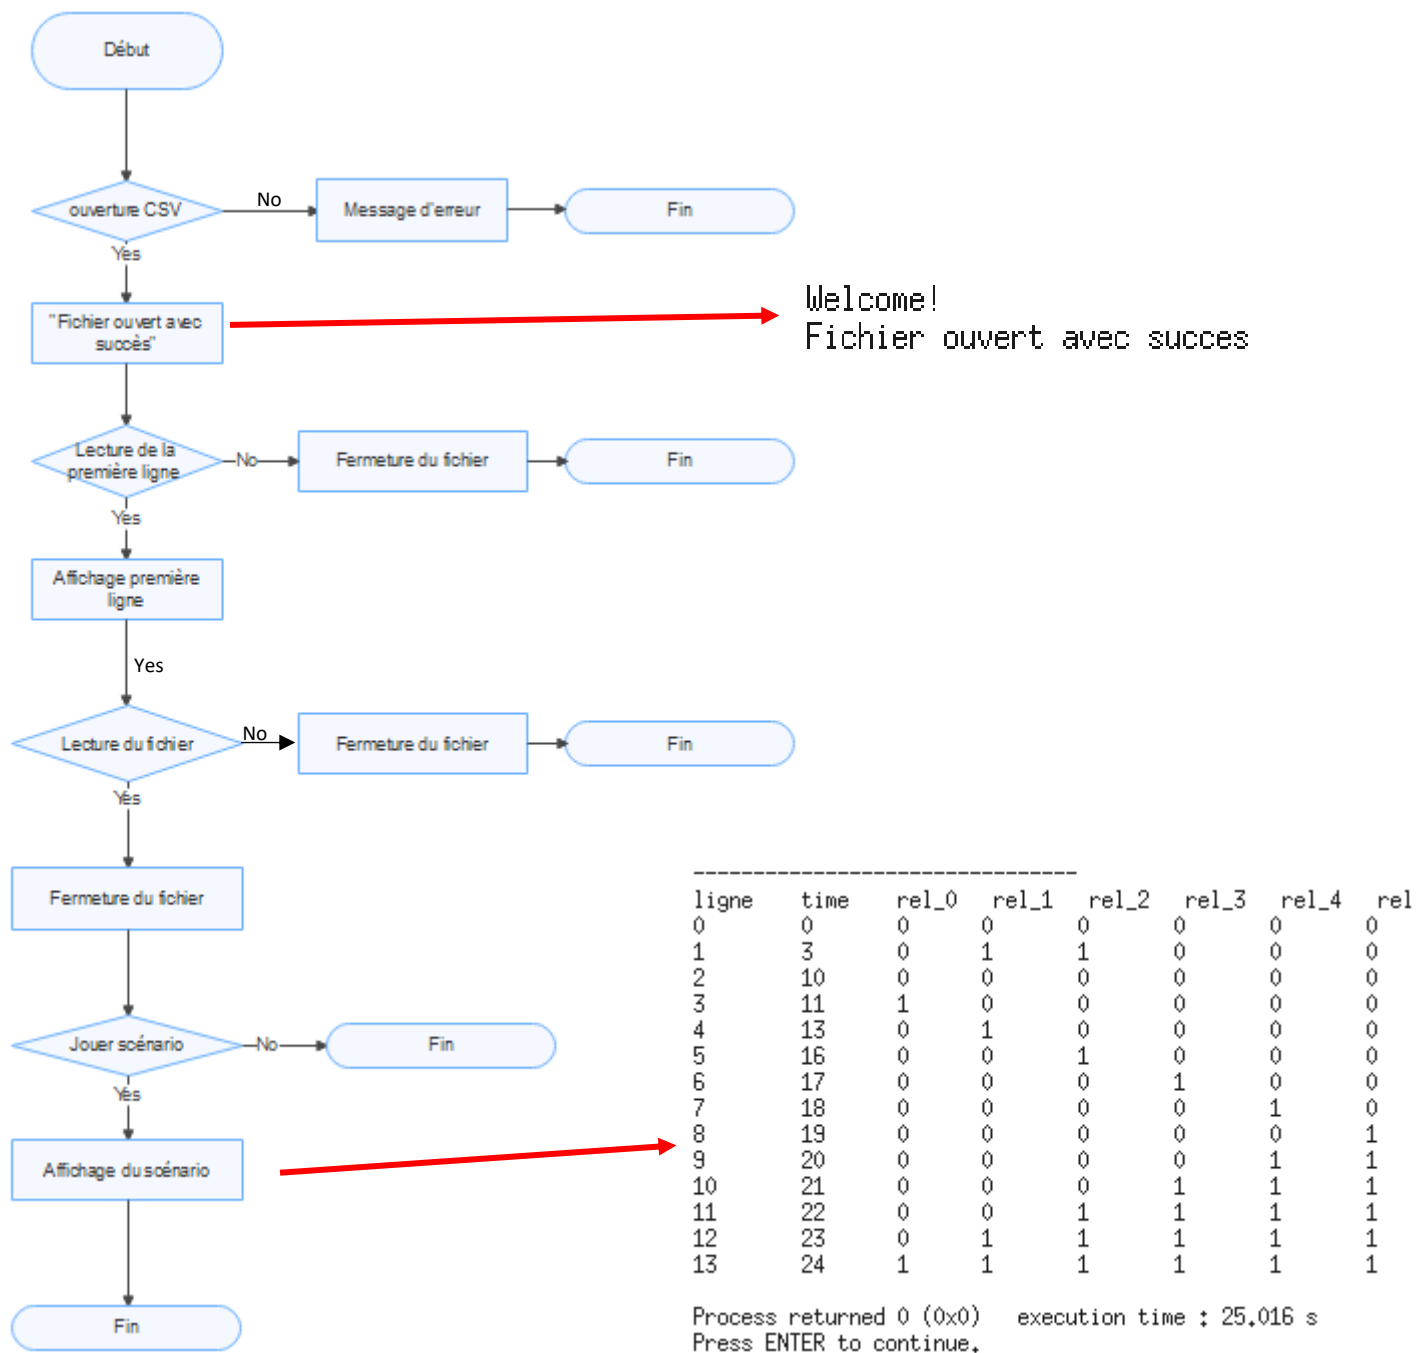 Début
ouverture CSV
No
Message d'erreur
Fin
Yes
"Fichier ouvert avec
succès"
Welcome!
Fichier ouvert avec succes
Lecture de la
première ligne
No
Fermeture du fichier
Fin
Yes
Affichage première
ligne
Yes
Lecture du fichier
No
Fermeture du fichier
Fin
Yes
Fermeture du fichier
Jouer scénario
No
Fin
Yes
Affichage du scénario
Fin
--------------------------------
ligne time rel_0 rel_1 rel_2 rel_3 rel_4 rel
0 0 0 0 0 0 0 0
1 3 0 1 1 0 0 0
2 10 0 0 0 0 0 0
3 11 1 0 0 0 0 0
4 13 0 1 0 0 0 0
5 16 0 0 1 0 0 0
6 17 0 0 0 1 0 0
7 18 0 0 0 0 1 0
8 19 0 0 0 0 0 1
9 20 0 0 0 0 1 1
10 21 0 0 0 1 1 1
11 22 0 0 1 1 1 1
12 23 0 1 1 1 1 1
13 24 1 1 1 1 1 1
Process returned 0 (0x0) execution time : 25.016 s
Press ENTER to continue.